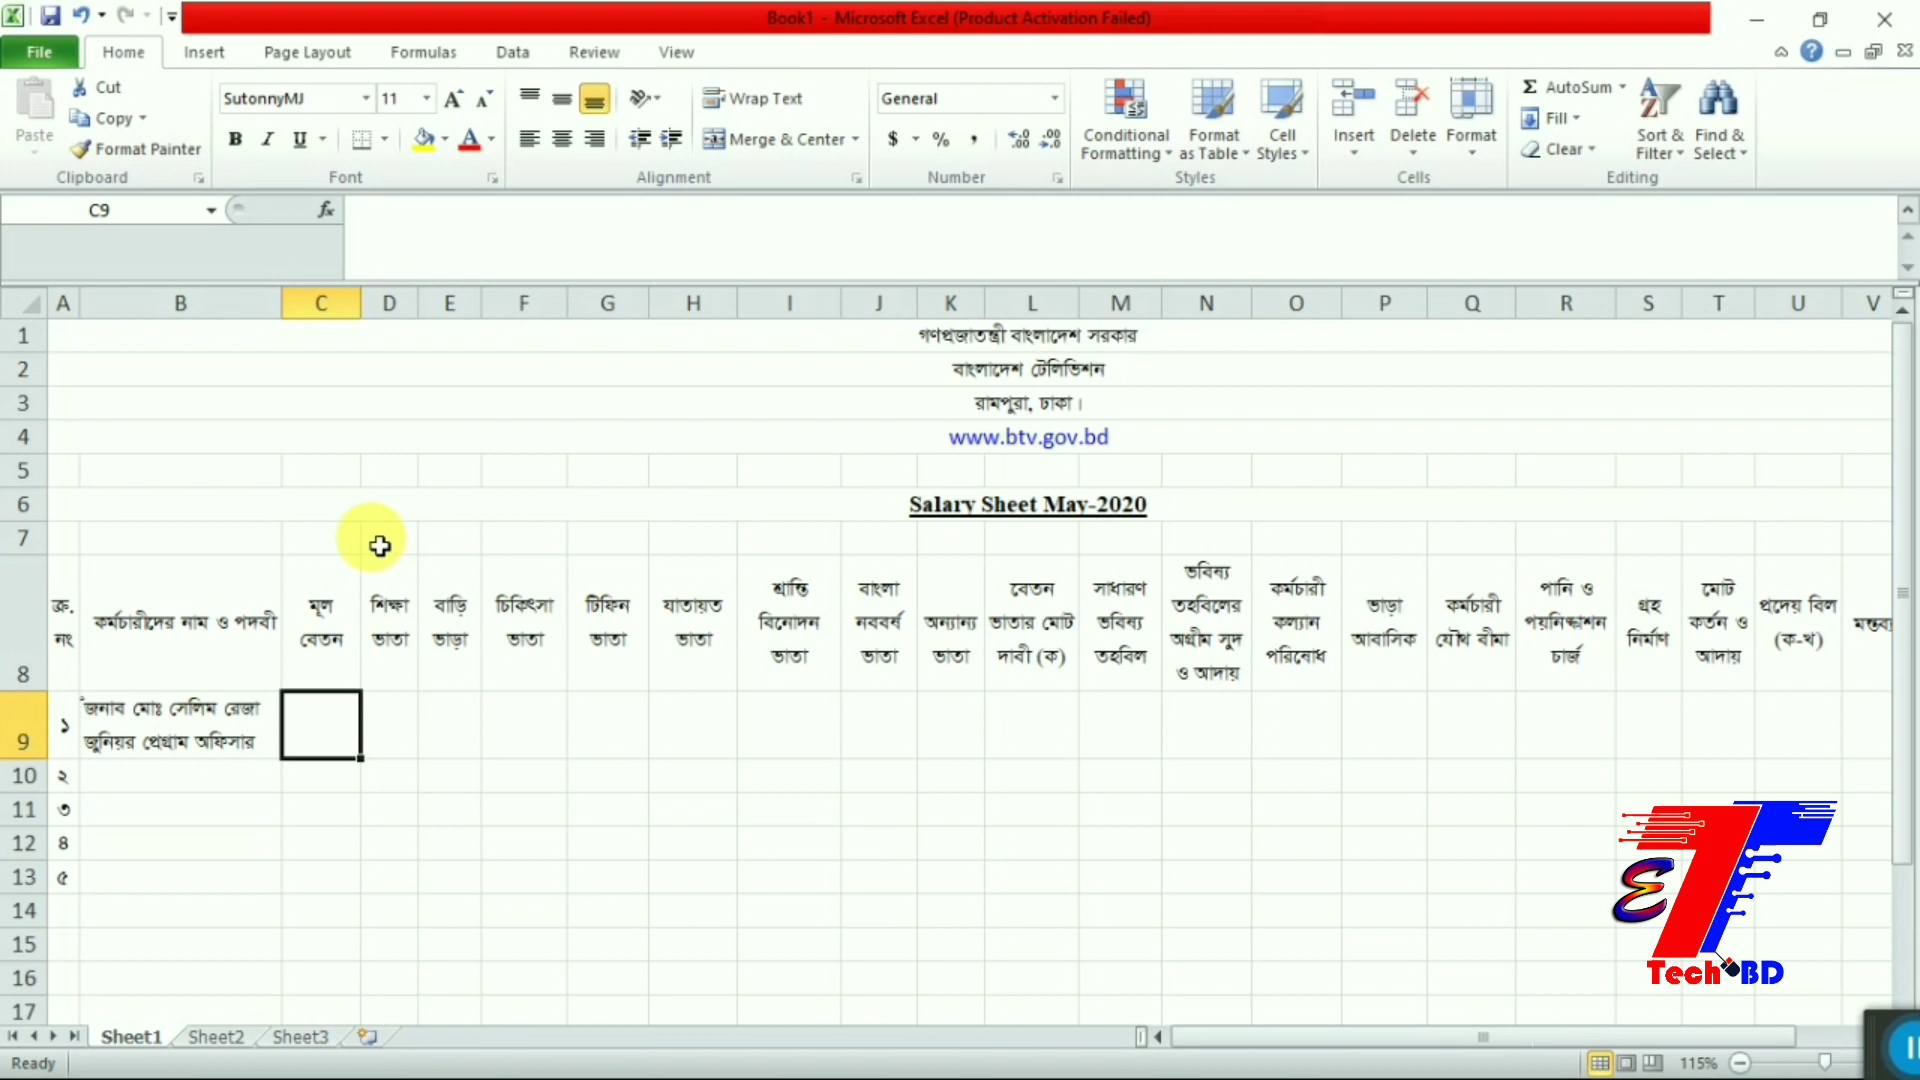 Book1 - Microsoft Excel (Product Activation Failed)
File Home Insert Page Layout Formulas Data Review View
Paste
Cut
Copy
Format Painter
Clipboard
SutonnyMJ 11
B I U
Font
Wrap Text
Merge & Center
Alignment
General
$ % ,
Number
Conditional Formatting
Format as Table
Cell Styles
Styles
Insert Delete Format
Cells
Σ AutoSum
Fill
Clear
Sort & Filter
Find & Select
Editing
C9 fx
A B C D E F G H I J K L M N O P Q R S T U V
1 গণপ্রজাতন্ত্রী বাংলাদেশ সরকার
2 বাংলাদেশ টেলিভিশন
3 রামপুরা, ঢাকা।
4 www.btv.gov.bd
5
6 Salary Sheet May-2020
7
8
ক্র. নং
কর্মচারীদের নাম ও পদবী
মূল বেতন
শিক্ষা ভাতা
বাড়ি ভাড়া
চিকিৎসা ভাতা
টিফিন ভাতা
যাতায়ত ভাতা
শ্রান্তি বিনোদন ভাতা
বাংলা নববর্ষ ভাতা
অন্যান্য ভাতা
বেতন ভাতার মোট দাবী (ক)
সাধারণ ভবিষ্য তহবিল
ভবিষ্য তহবিলের অগ্রীম সুদ ও আদায়
কর্মচারী কল্যান পরিষোধ
ভাড়া আবাসিক
কর্মচারী যৌথ বীমা
পানি ও পয়নিষ্কাশন চার্জ
গ্রহ নির্মাণ
মোট কর্তন ও আদায়
প্রদেয় বিল (ক-খ)
মন্তব্য
9 ১ জনাব মোঃ সেলিম রেজা
জুনিয়র প্রেগ্রাম অফিসার
10 ২
11 ৩
12 ৪
13 ৫
14
15
16
17
ETT
Tech BD
Sheet1 Sheet2 Sheet3
Ready 115%